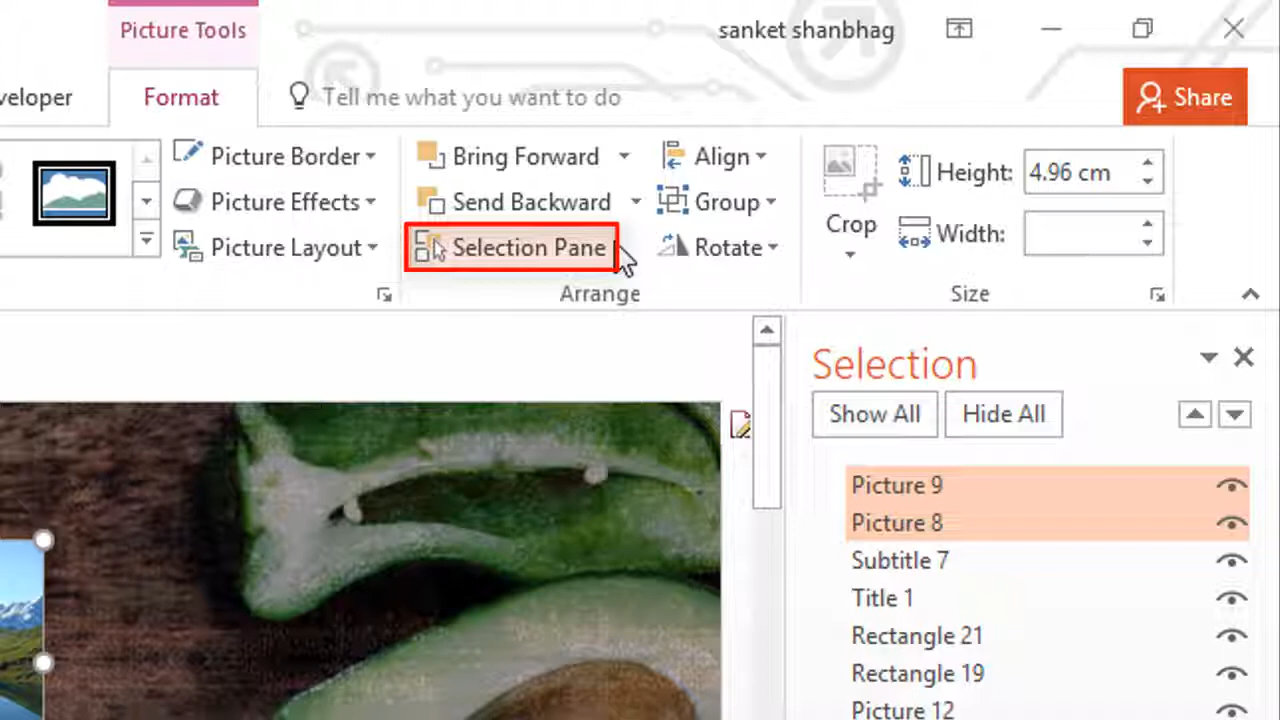 Picture Tools
sanket shanbhag
veloper
Format
Tell me what you want to do
Share
Picture Border
Picture Effects
Picture Layout
Bring Forward
Send Backward
Selection Pane
Align
Group
Rotate
Arrange
Crop
Height: 4.96 cm
Width:
Size
Selection
Show All
Hide All
Picture 9
Picture 8
Subtitle 7
Title 1
Rectangle 21
Rectangle 19
Picture 12